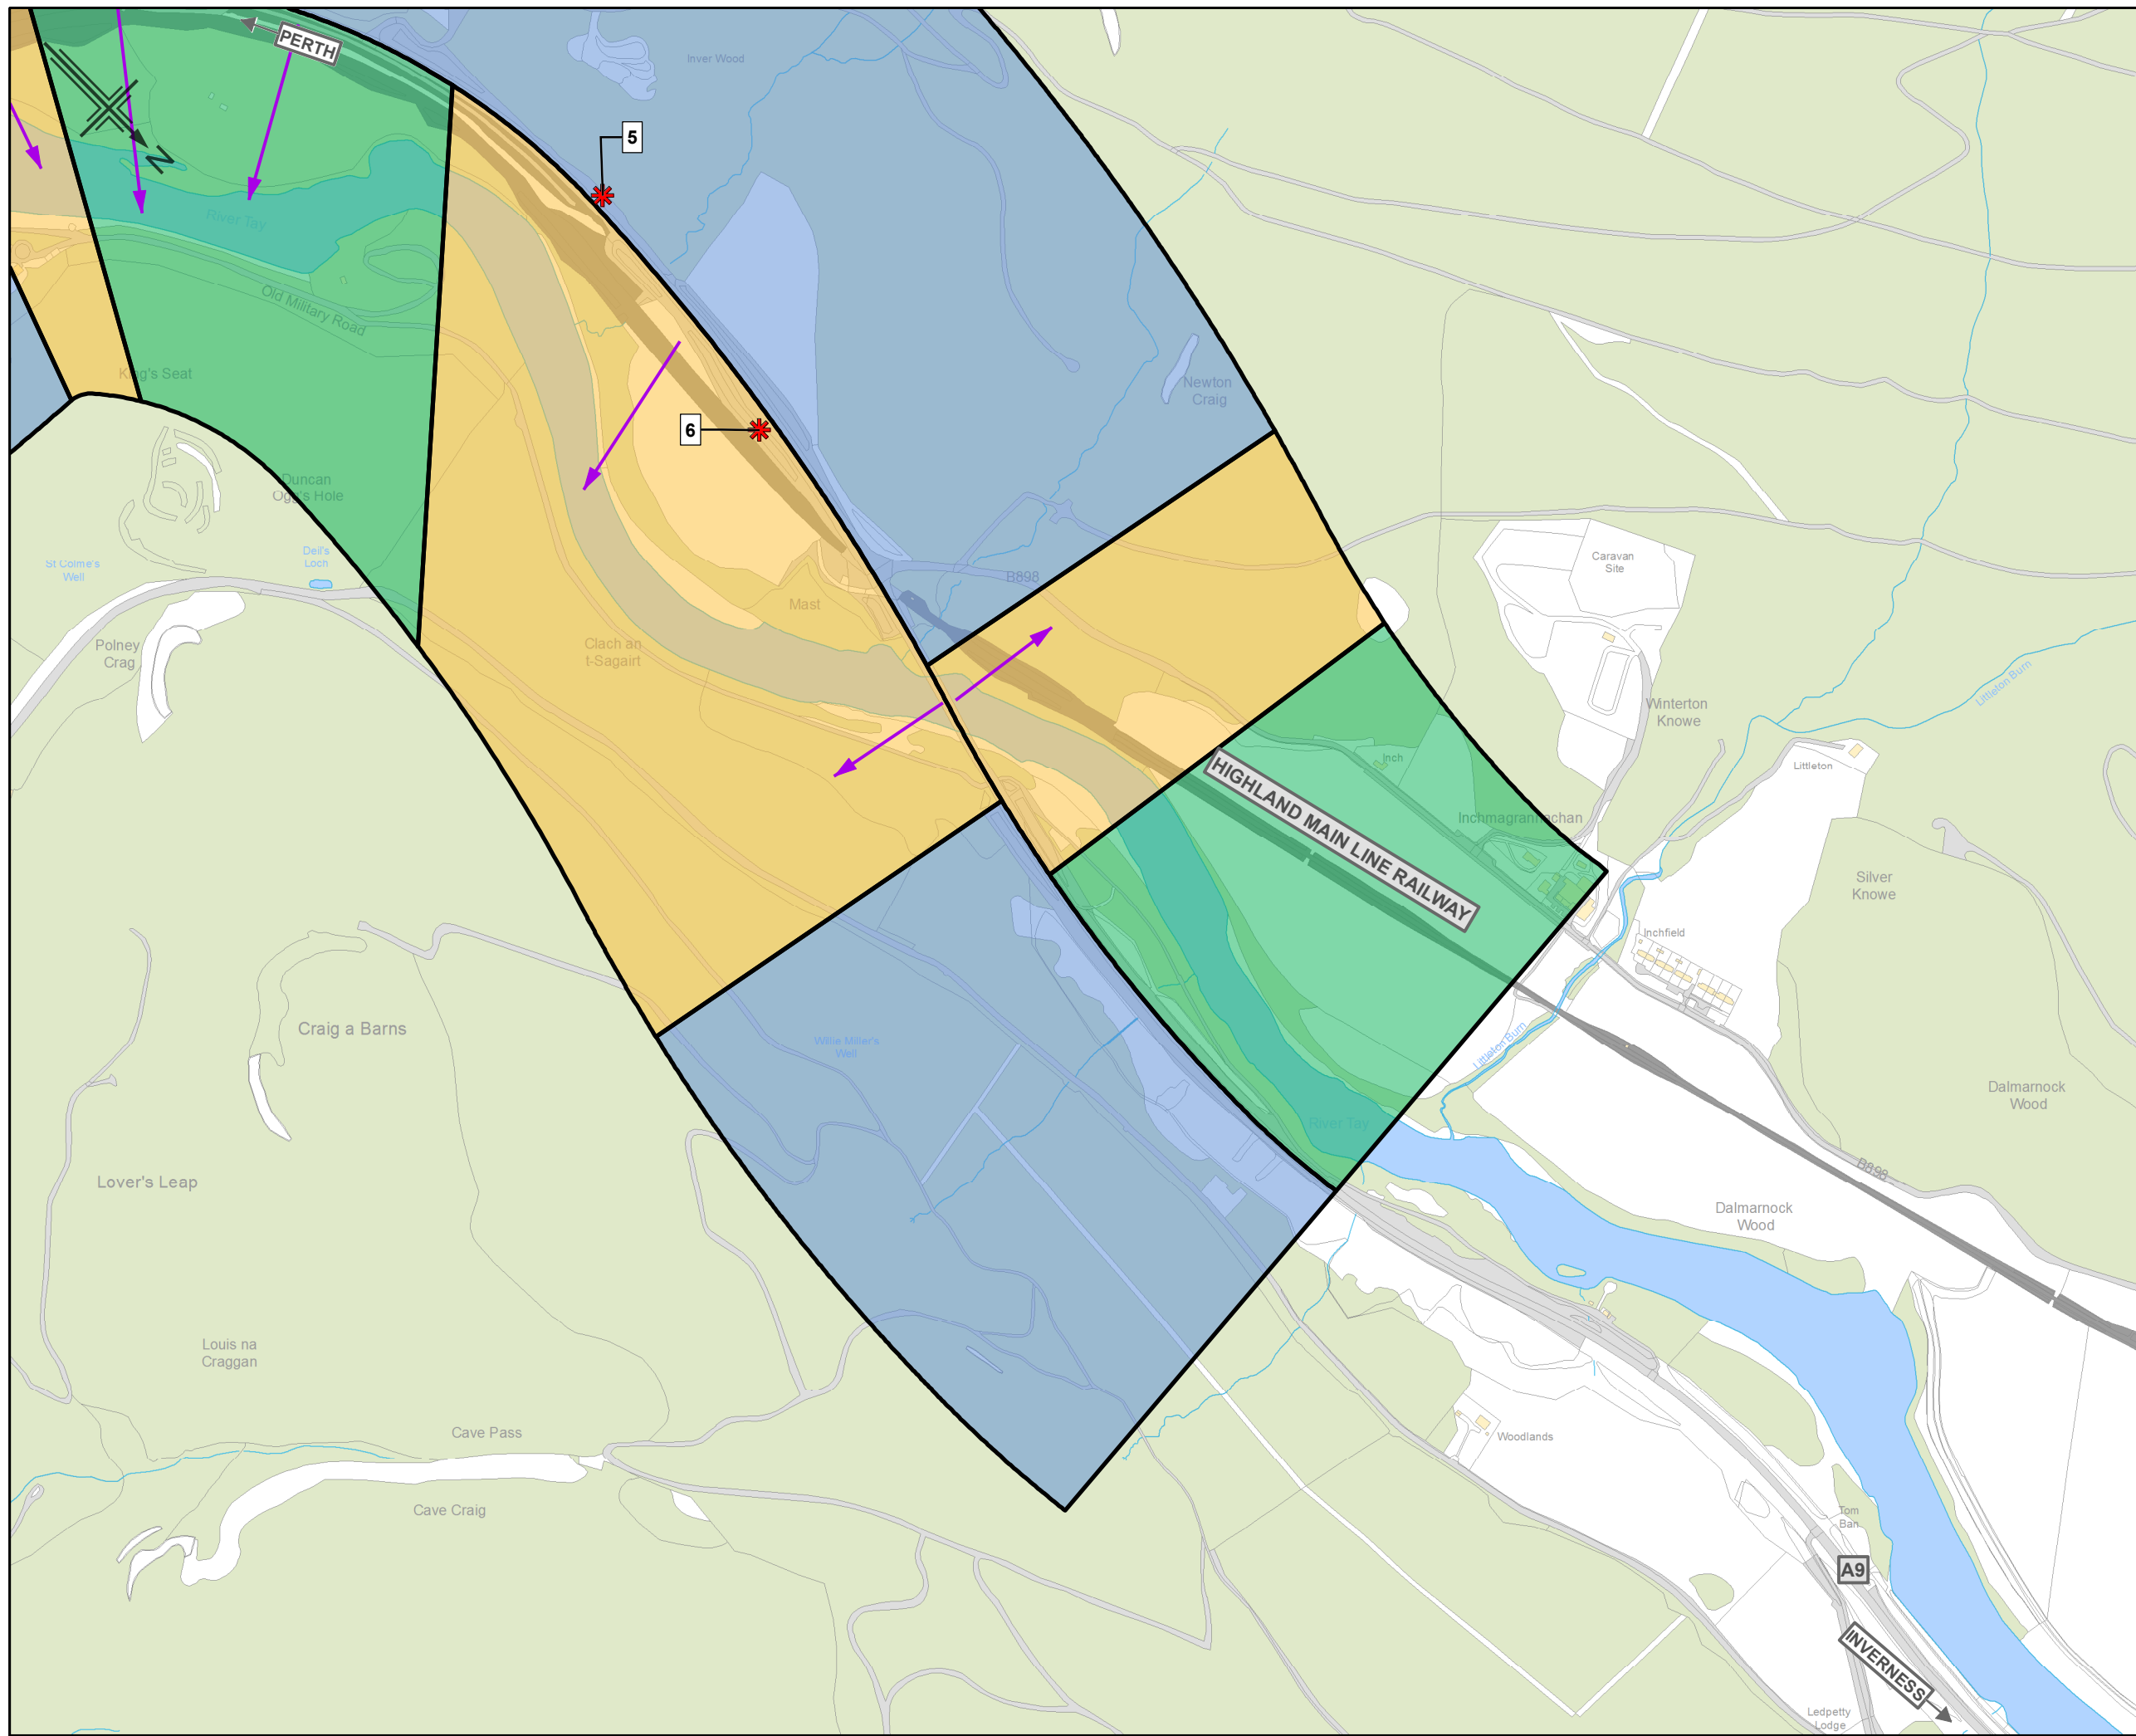 PERTH
Inver Wood
5
N
River Tay
Old Military Road
King's Seat
Newton
Craig
6
Duncan
Ogg's Hole
Deil's
Loch
St Colme's
Well
Caravan
Site
B898
Mast
Polney
Crag
Clach an
t-Sagairt
Winterton
Knowe
Littleton Burn
Inch
Littleton
HIGHLAND MAIN LINE RAILWAY
Inchmagrannachan
Silver
Knowe
Inchfield
Craig a Barns
Willie Miller's
Well
Littleton Burn
Dalmarnock
Wood
River Tay
B898
Lover's Leap
Dalmarnock
Wood
Louis na
Craggan
Cave Pass
Woodlands
Cave Craig
Tom
Ban
A9
INVERNESS
Ledpetty
Lodge